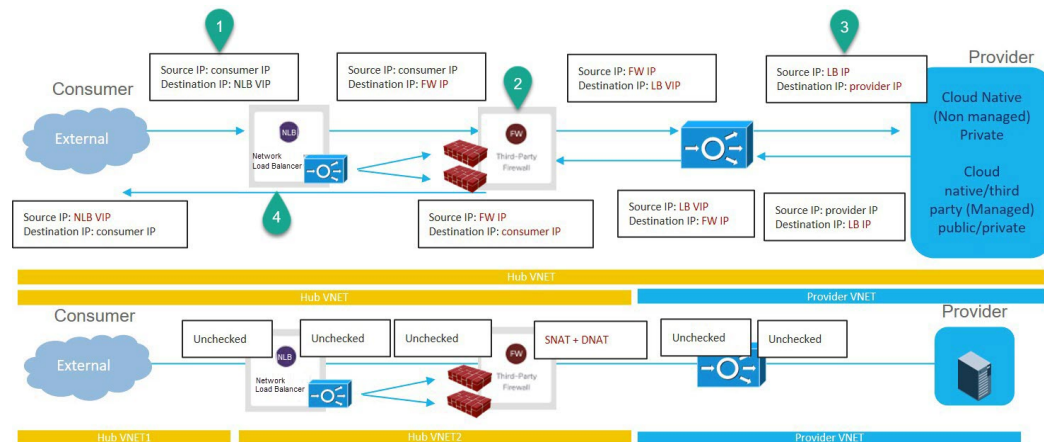 1
3
Source IP: consumer IP
Destination IP: NLB VIP
Source IP: consumer IP
Destination IP: FW IP
2
Source IP: FW IP
Destination IP: LB VIP
Source IP: LB IP
Destination IP: provider IP
Provider
Consumer
External
NLB
Network
Load Balancer
FW
Third-Party
Firewall
Cloud Native
(Non managed)
Private
Cloud
native/third
party (Managed)
public/private
4
Source IP: NLB VIP
Destination IP: consumer IP
Source IP: FW IP
Destination IP: consumer IP
Source IP: LB VIP
Destination IP: FW IP
Source IP: provider IP
Destination IP: LB IP
Hub VNET
Hub VNET
Provider VNET
Consumer
Provider
External
Unchecked
Unchecked
Unchecked
SNAT + DNAT
Unchecked
Unchecked
NLB
Network
Load Balancer
FW
Third-Party
Firewall
Hub VNET1
Hub VNET2
Provider VNET